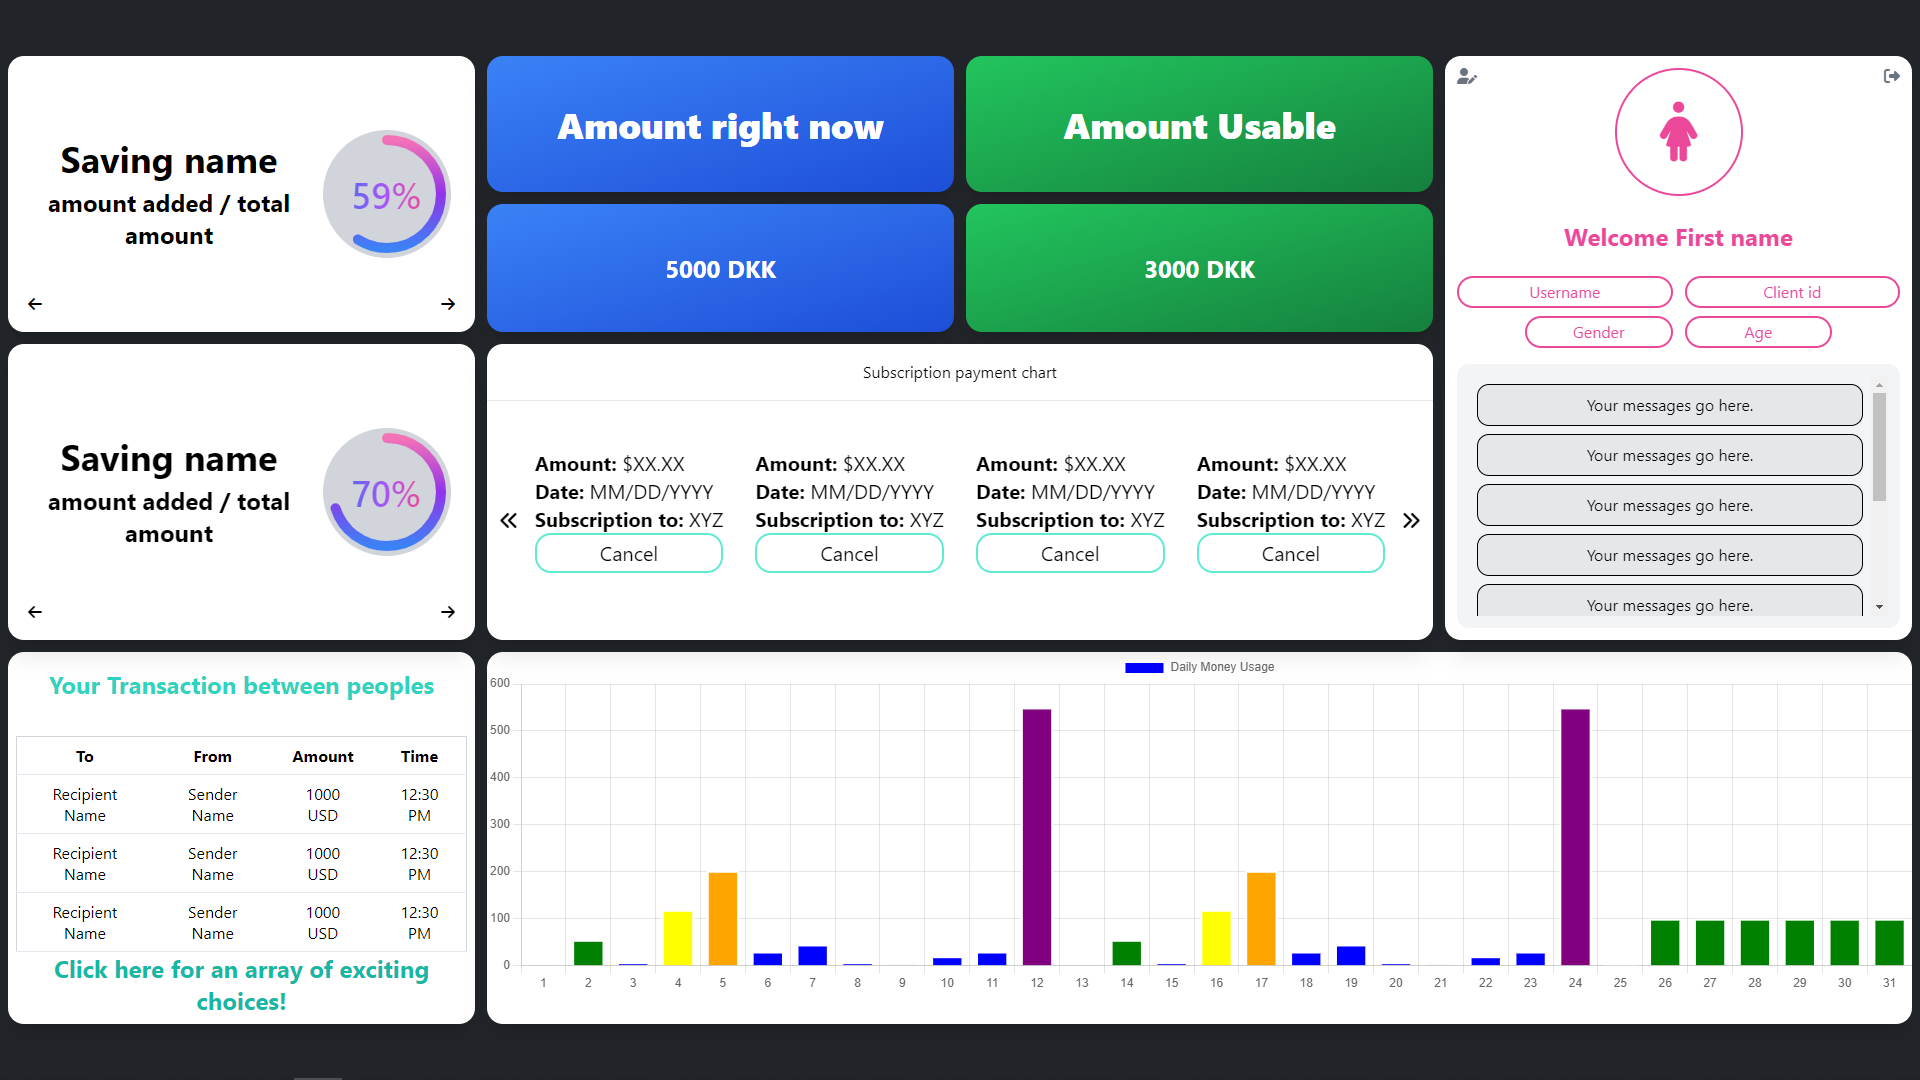 Saving name
amount added / total
amount
59%
Amount right now
5000 DKK
Amount Usable
3000 DKK
Welcome First name
Username
Client id
Gender
Age
Your messages go here.
Your messages go here.
Your messages go here.
Your messages go here.
Your messages go here.
Saving name
amount added / total
amount
70%
Subscription payment chart
Amount: $XX.XX
Date: MM/DD/YYYY
Subscription to: XYZ
Cancel
Amount: $XX.XX
Date: MM/DD/YYYY
Subscription to: XYZ
Cancel
Amount: $XX.XX
Date: MM/DD/YYYY
Subscription to: XYZ
Cancel
Amount: $XX.XX
Date: MM/DD/YYYY
Subscription to: XYZ
Cancel
Your Transaction between peoples
To From Amount Time
Recipient Name Sender Name 1000 USD 12:30 PM
Recipient Name Sender Name 1000 USD 12:30 PM
Recipient Name Sender Name 1000 USD 12:30 PM
Click here for an array of exciting
choices!
Daily Money Usage
600
500
400
300
200
100
0
1 2 3 4 5 6 7 8 9 10 11 12 13 14 15 16 17 18 19 20 21 22 23 24 25 26 27 28 29 30 31